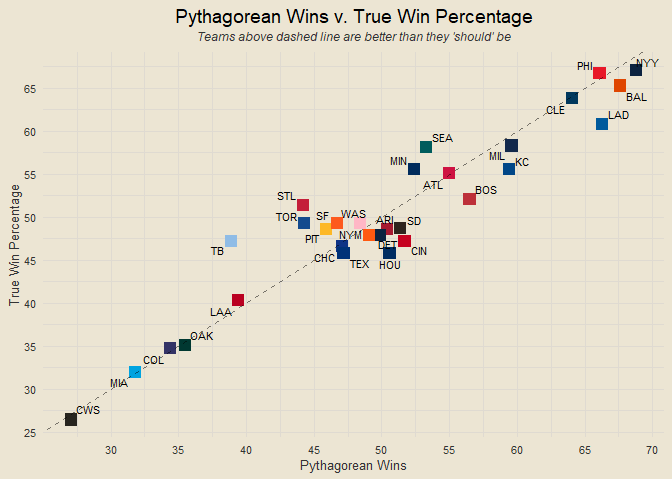 Pythagorean Wins v. True Win Percentage
Teams above dashed line are better than they 'should' be
PHI
NYY
65
BAL
CLE
LAD
60
SEA
MIL
KC
MIN
55
ATL
BOS
STL
50
TOR
SF
WAS
ARI
SD
PIT
NYM
DET
CIN
TB
CHC
TEX
HOU
45
40
LAA
35
OAK
COL
30
MIA
CWS
25
30
35
40
45
50
55
60
65
70
Pythagorean Wins
True Win Percentage